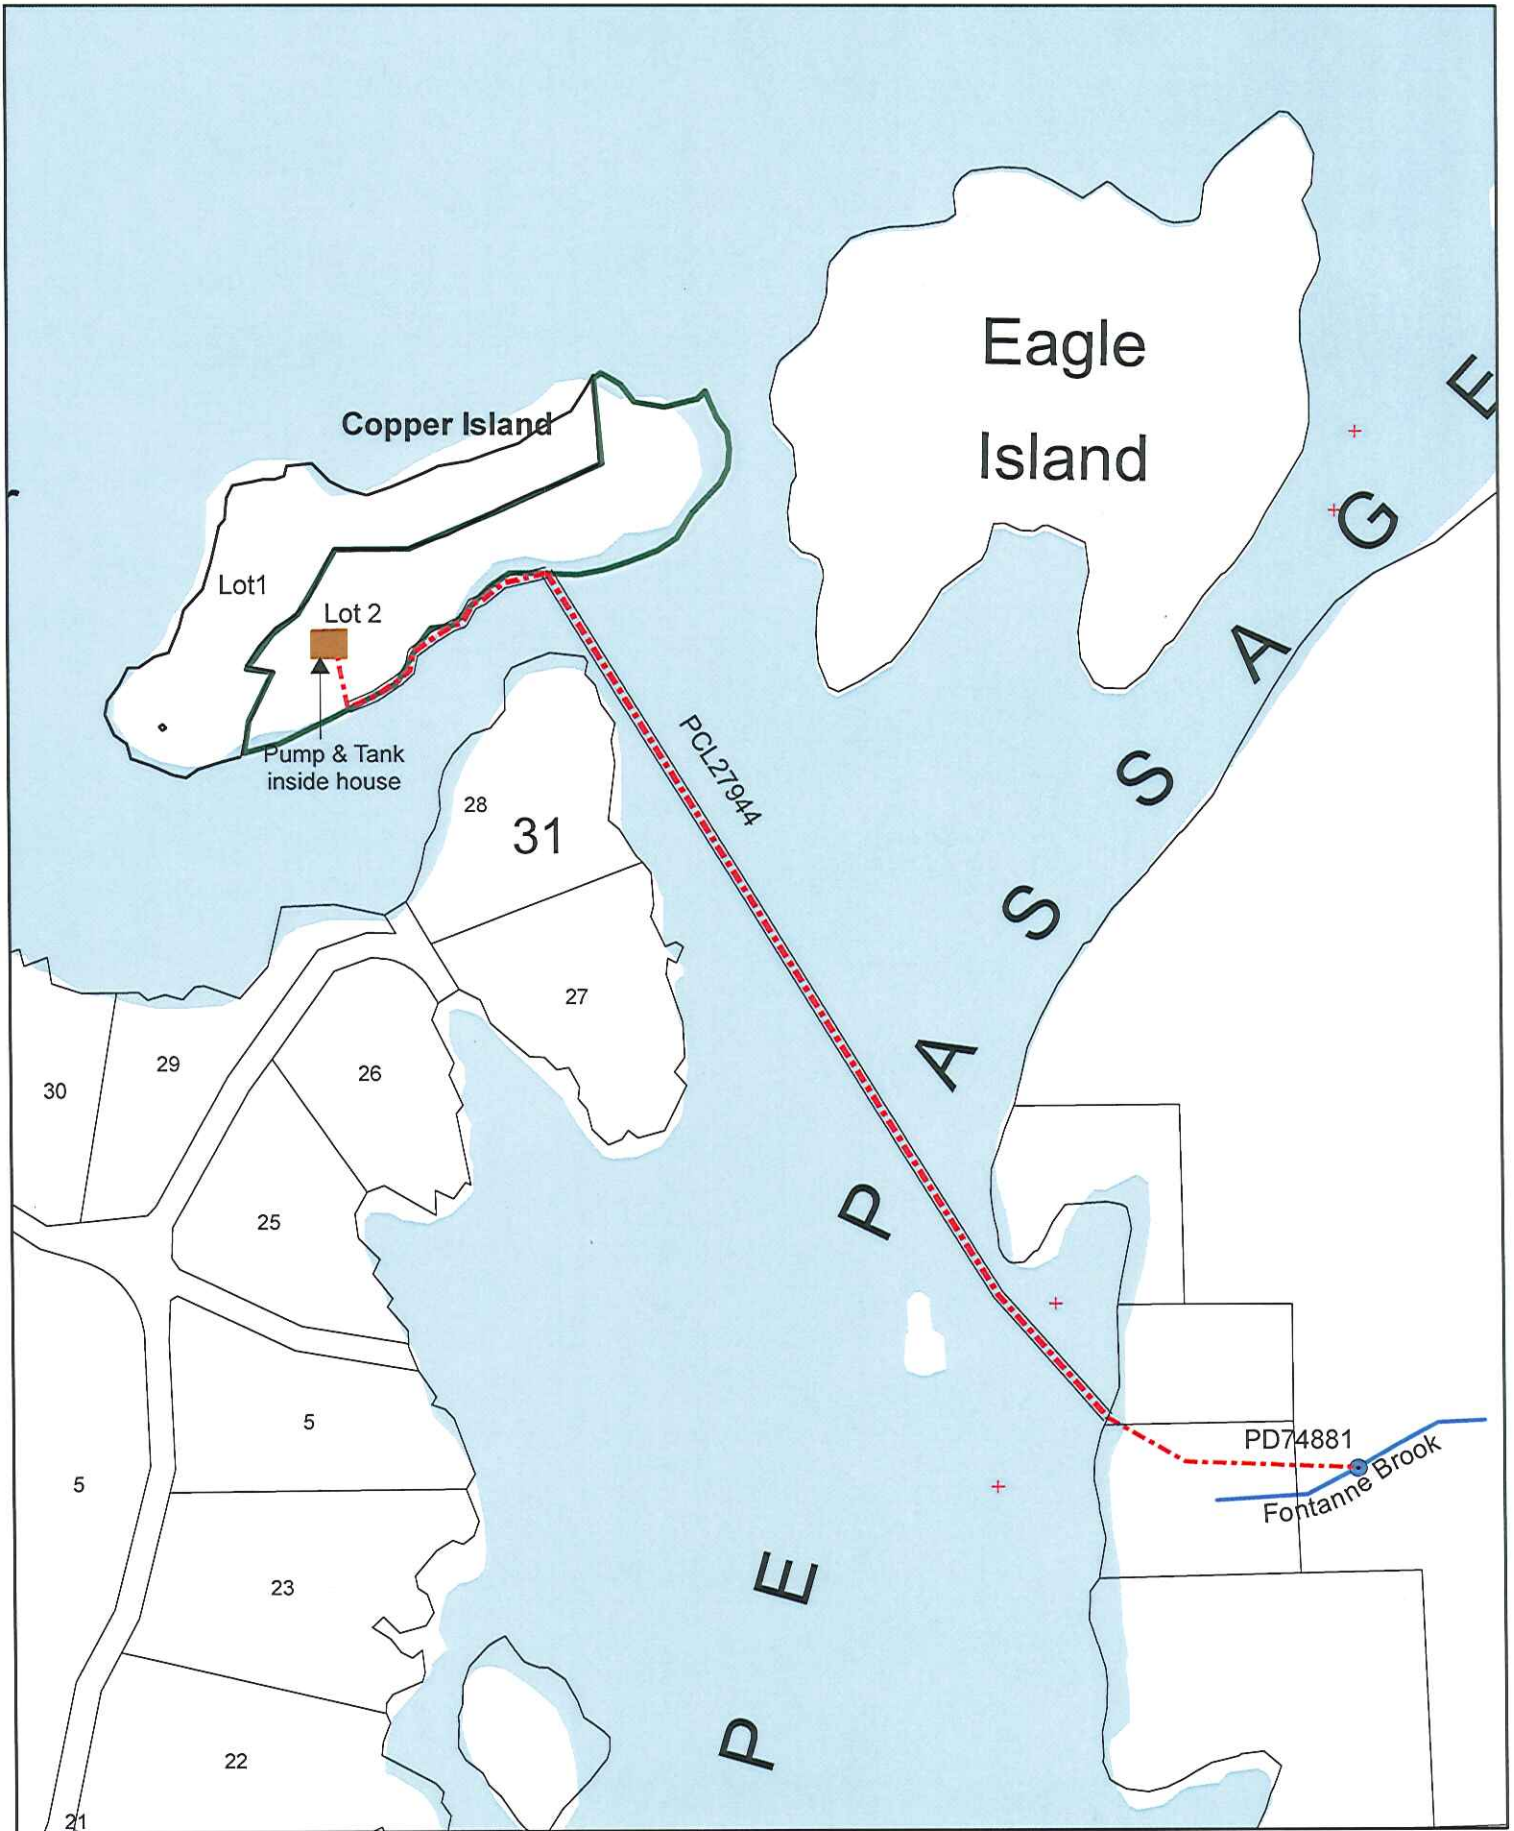 Eagle
Island
Copper Island
Lot1
Lot 2
Pump & Tank
inside house
PCL27944
28
31
27
29
30
26
25
5
5
23
22
21
PD74881
Fontanne Brook
P E P P A S S A G E